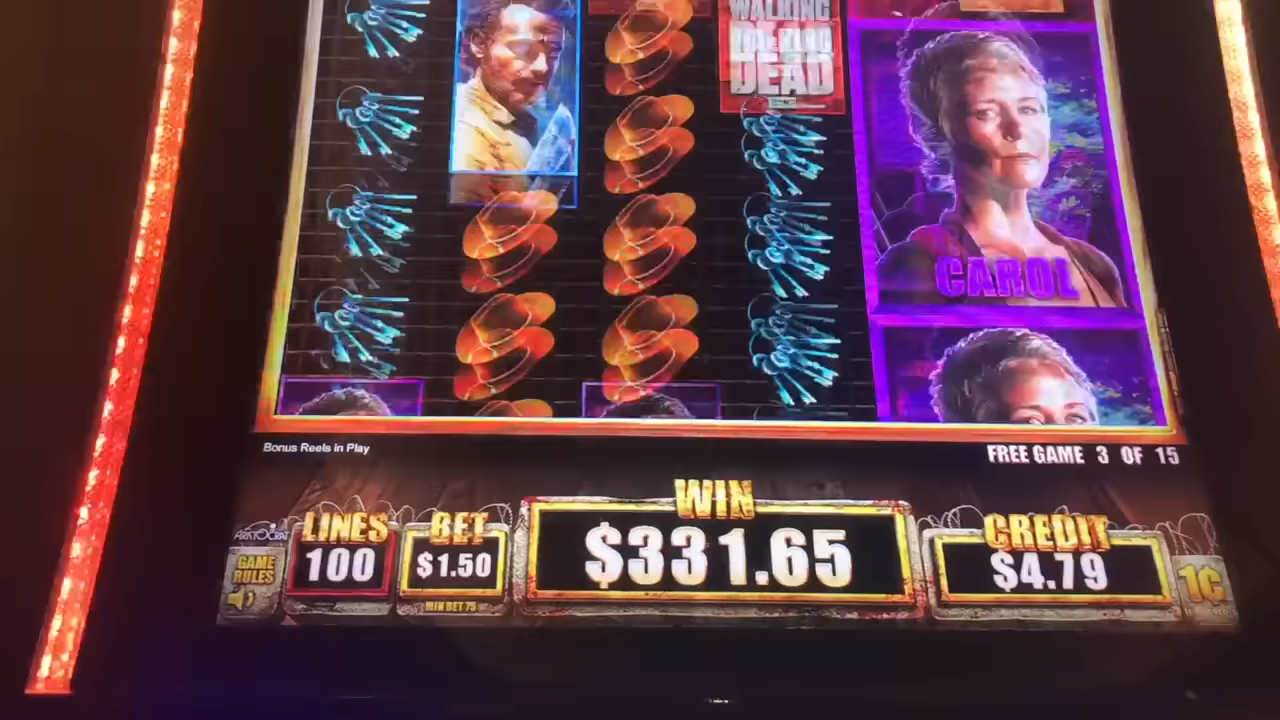 WALKING
DEAD
CAROL
Bonus Reels in Play
FREE GAME 3 OF 15
WIN
$331.65
LINES
100
BET
$1.50
MIN BET 75
CREDIT
$4.79
ARISTOCRAT
GAME
RULES
1¢